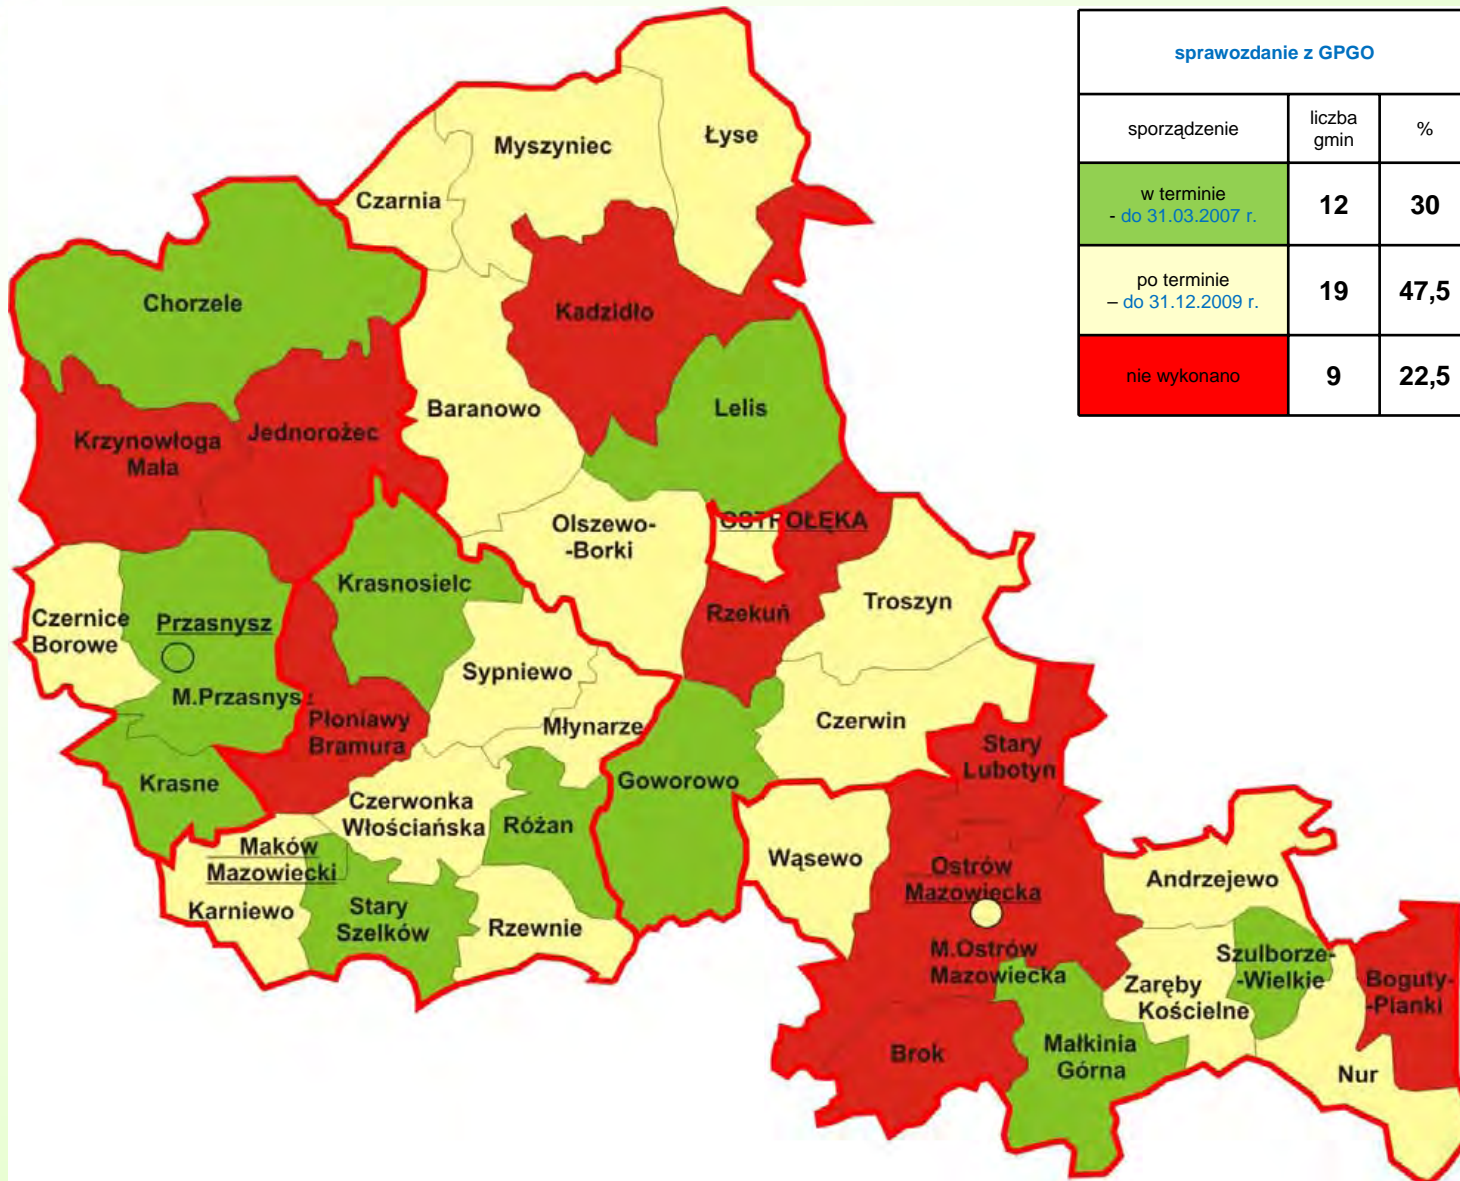 sprawozdanie z GPGO
sporządzenie
liczba
gmin
%
w terminie
- do 31.03.2007 r.
12
30
po terminie
– do 31.12.2009 r.
19
47,5
nie wykonano
9
22,5
Łyse
Myszyniec
Czarnia
Chorzele
Kadzidło
Baranowo
Lelis
Krzynowłoga
Mała
Jednorożec
Olszewo-
-Borki
OSTROŁĘKA
Krasnosielc
Rzekuń
Troszyn
Czernice
Borowe
Przasnysz
M.Przasnysz
Sypniewo
Młynarze
Czerwin
Płoniawy
Bramura
Stary
Lubotyn
Krasne
Goworowo
Czerwonka
Włościańska
Różan
Maków
Mazowiecki
Wąsewo
Ostrów
Mazowiecka
Andrzejewo
Karniewo
Stary
Szelków
Rzewnie
M.Ostrów
Mazowiecka
Szulborze-
-Wielkie
Zaręby
Kościelne
Boguty-
-Pianki
Brok
Małkinia
Górna
Nur